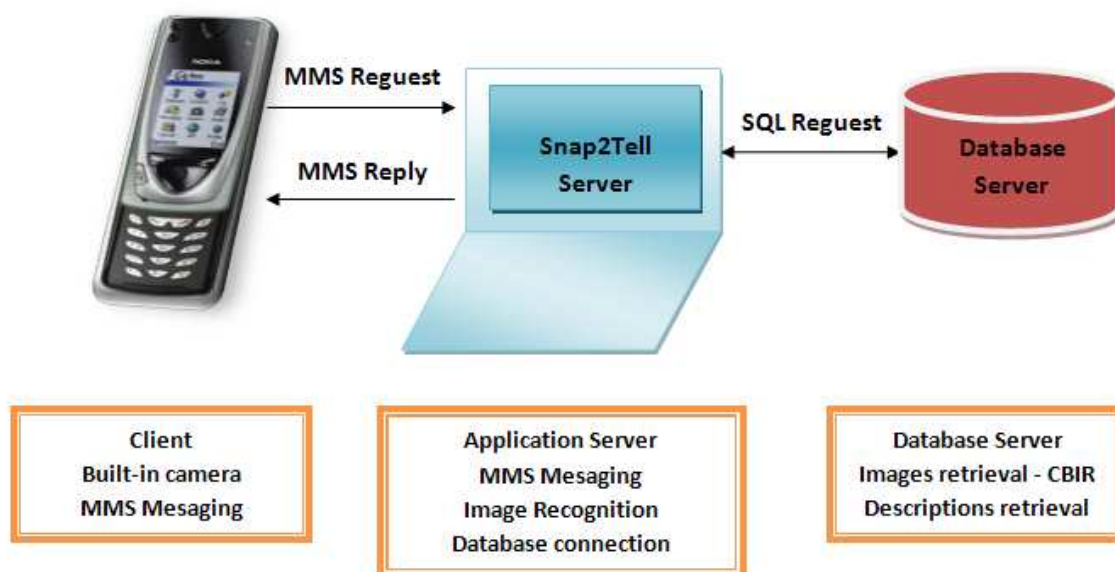 NOKIA
MMS Reguest
MMS Reply
Snap2Tell
Server
SQL Reguest
Database
Server
Client
Built-in camera
MMS Mesaging
Application Server
MMS Mesaging
Image Recognition
Database connection
Database Server
Images retrieval - CBIR
Descriptions retrieval